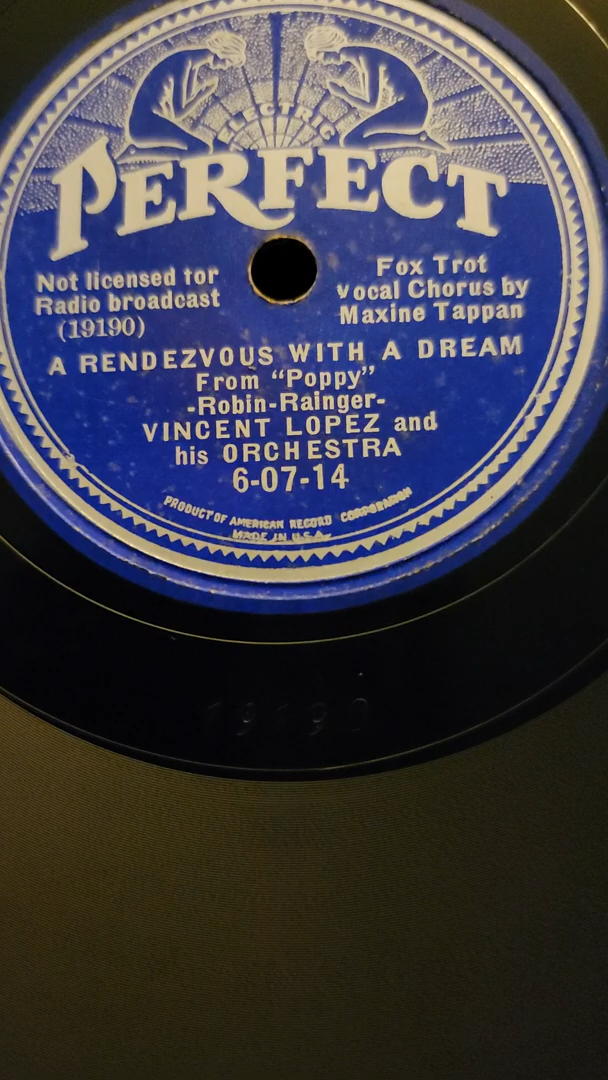 ELECTRIC
PERFECT
Not licensed for
Radio broadcast
(19190)
Fox Trot
Vocal Chorus by
Maxine Tappan
A RENDEZVOUS WITH A DREAM
From "Poppy"
-Robin-Rainger-
VINCENT LOPEZ and
his ORCHESTRA
6-07-14
PRODUCT OF AMERICAN RECORD CORPORATION
MADE IN U.S.A.
19190